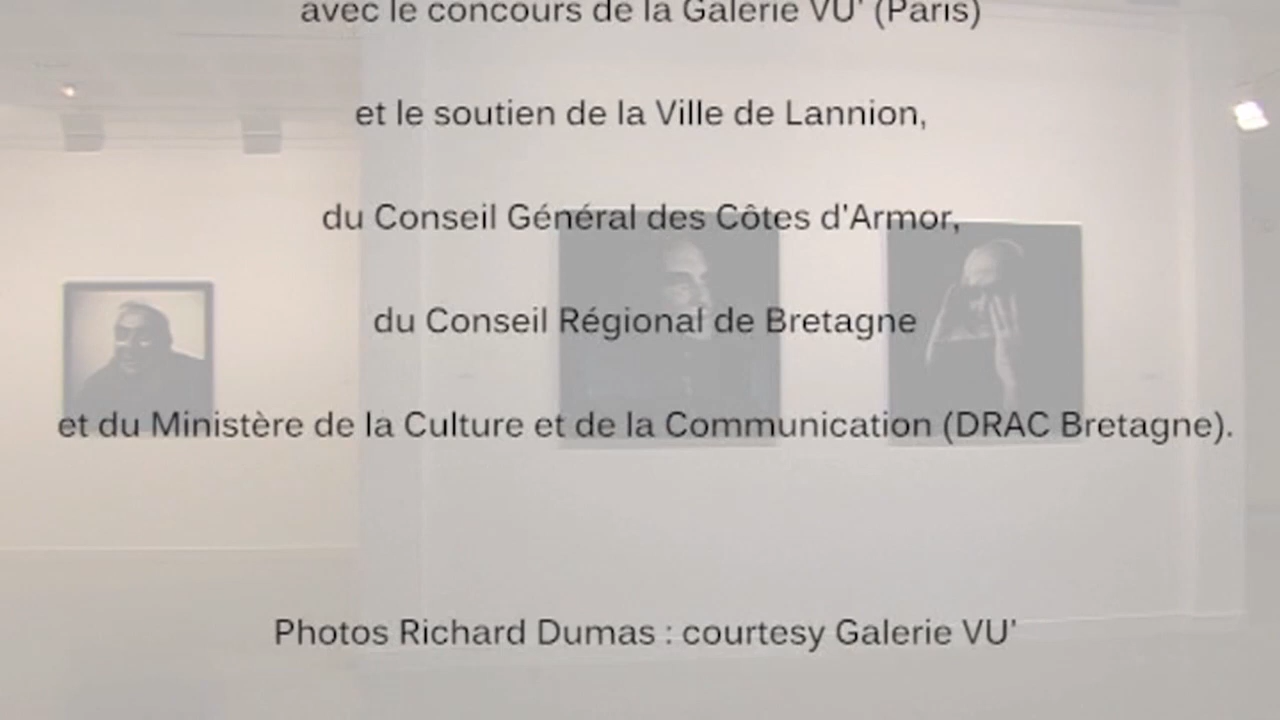 avec le concours de la Galerie VU' (Paris)
et le soutien de la Ville de Lannion,
du Conseil Général des Côtes d'Armor,
du Conseil Régional de Bretagne
et du Ministère de la Culture et de la Communication (DRAC Bretagne).
Photos Richard Dumas : courtesy Galerie VU'